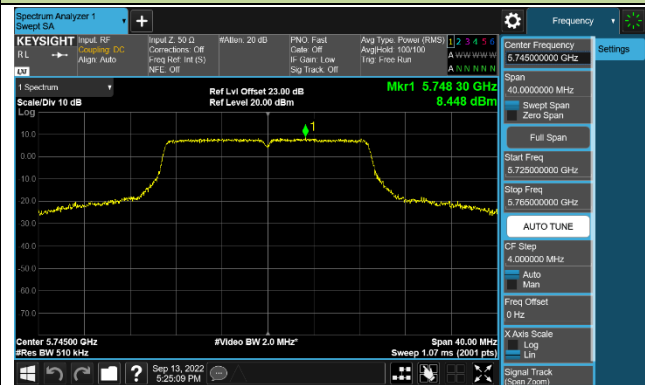 Spectrum Analyzer 1
Swept SA
+
Frequency
KEYSIGHT
RL
LXI
Input: RF
Coupling: DC
Align: Auto
Input Z: 50 Ω
Corrections: Off
Freq Ref: Int (S)
NFE: Off
#Atten: 20 dB
PNO: Fast
Gate: Off
IF Gain: Low
Sig Track: Off
Avg Type: Power (RMS)
Avg|Hold: 100/100
Trig: Free Run
1 2 3 4 5 6
A W W W W W
A N N N N N
1 Spectrum
Scale/Div 10 dB
Log
Ref Lvl Offset 23.00 dB
Ref Level 20.00 dBm
Mkr1 5.748 30 GHz
8.448 dBm
1
10.0
0.00
-10.0
-20.0
-30.0
-40.0
-50.0
-60.0
-70.0
Center 5.74500 GHz
#Res BW 510 kHz
#Video BW 2.0 MHz*
Span 40.00 MHz
Sweep 1.07 ms (2001 pts)
Center Frequency
5.745000000 GHz
Settings
Span
40.0000000 MHz
Swept Span
Zero Span
Full Span
Start Freq
5.725000000 GHz
Stop Freq
5.765000000 GHz
AUTO TUNE
CF Step
4.000000 MHz
Auto
Man
Freq Offset
0 Hz
X Axis Scale
Log
Lin
Signal Track
(Span Zoom)
?
Sep 13, 2022
5:25:09 PM